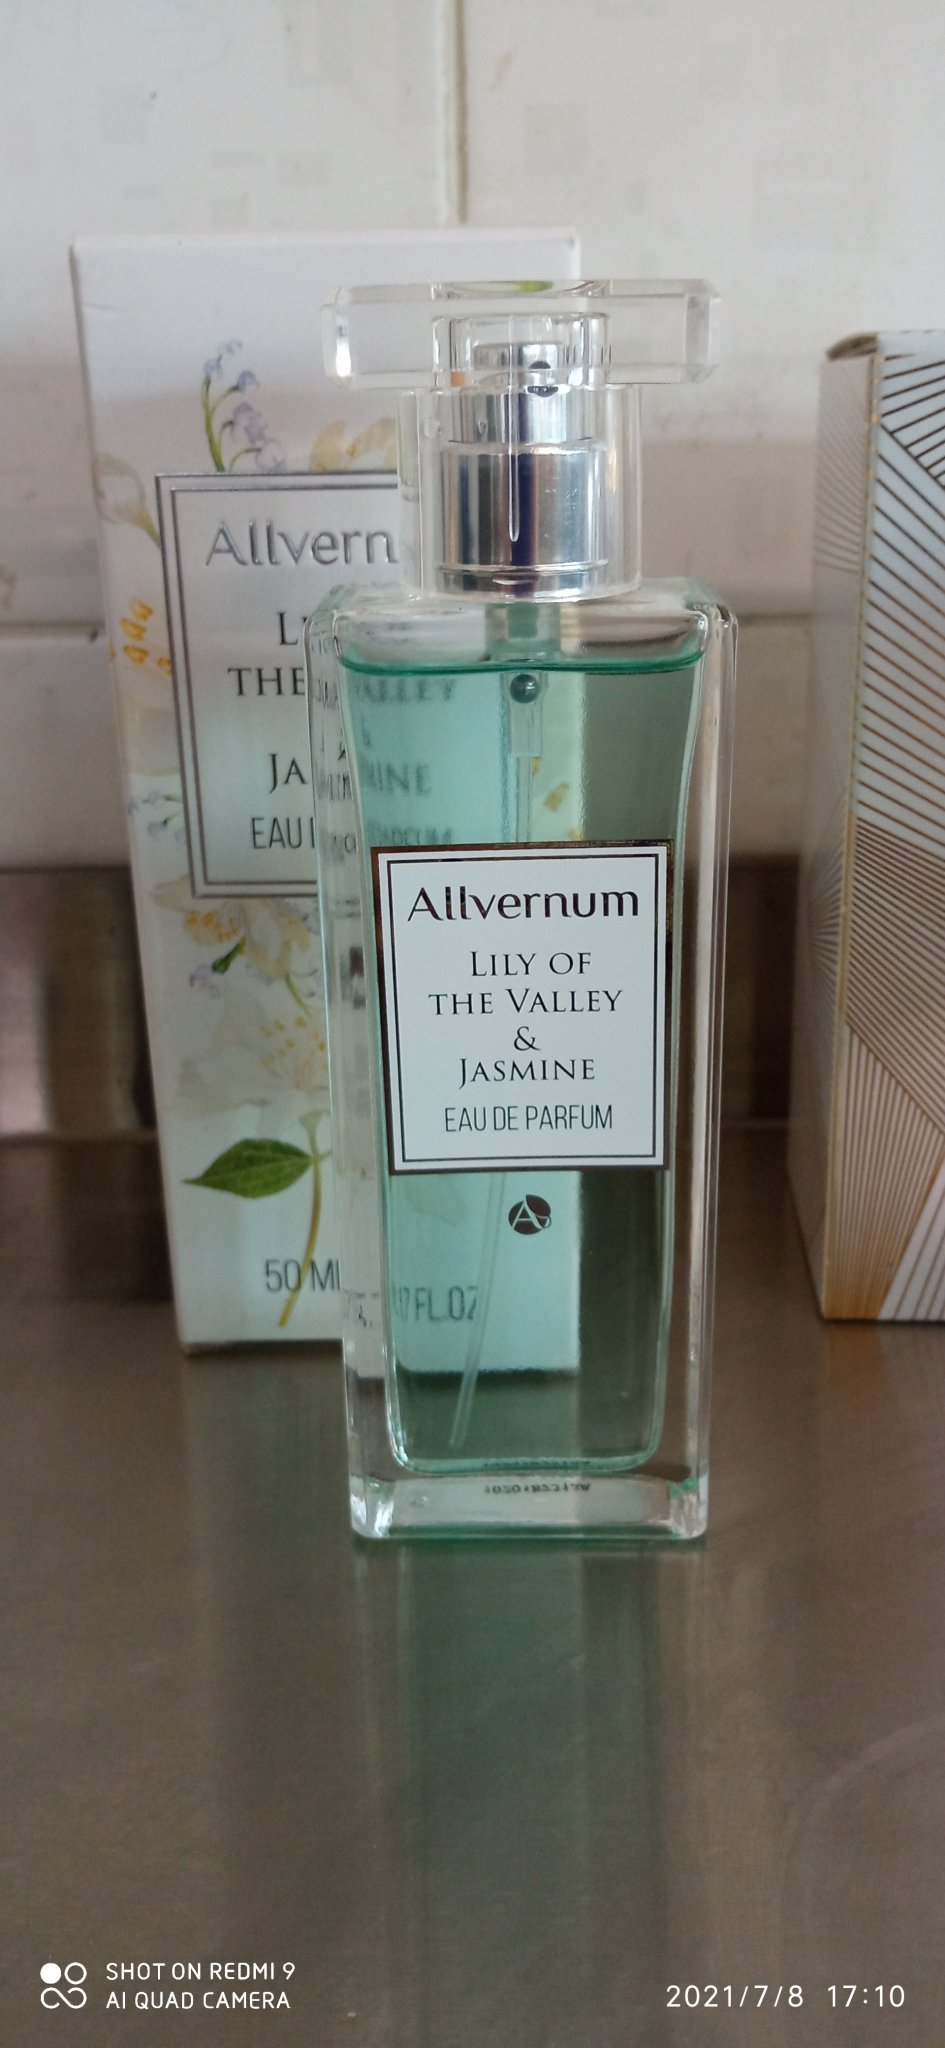 Allvern
THE
JA
EAU
50 ML
FL.OZ
Allvernum
LILY OF
THE VALLEY
&
JASMINE
EAU DE PARFUM
SHOT ON REDMI 9
AI QUAD CAMERA
2021/7/8 17:10